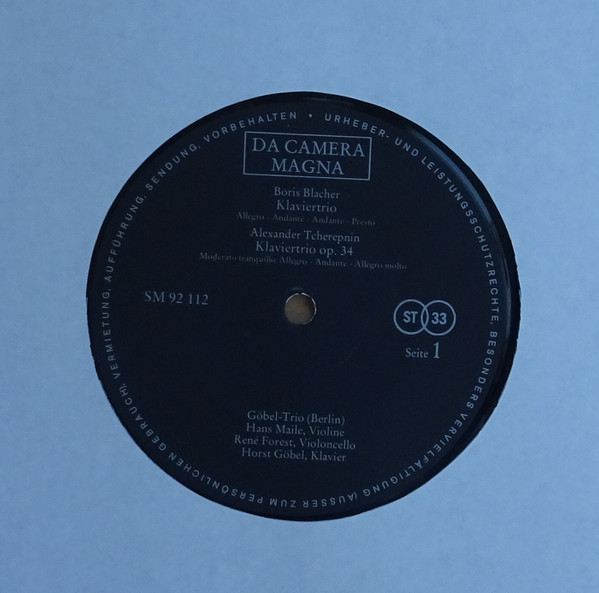 URHEBER- UND LEISTUNGSSCHUTZRECHTE, BESONDERS VERVIELFÄLTIGUNG (AUSSER ZUM PERSÖNLICHEN GEBRAUCH), VERMIETUNG, AUFFÜHRUNG, SENDUNG, VORBEHALTEN •
DA CAMERA
MAGNA
Boris Blacher
Klaviertrio
Allegro - Andante - Andante - Presto
Alexander Tcherepnin
Klaviertrio op. 34
Moderato tranquillo. Allegro - Andante - Allegro molto
SM 92 112
ST 33
Seite 1
Göbel-Trio (Berlin)
Hans Maile, Violine
René Forest, Violoncello
Horst Göbel, Klavier